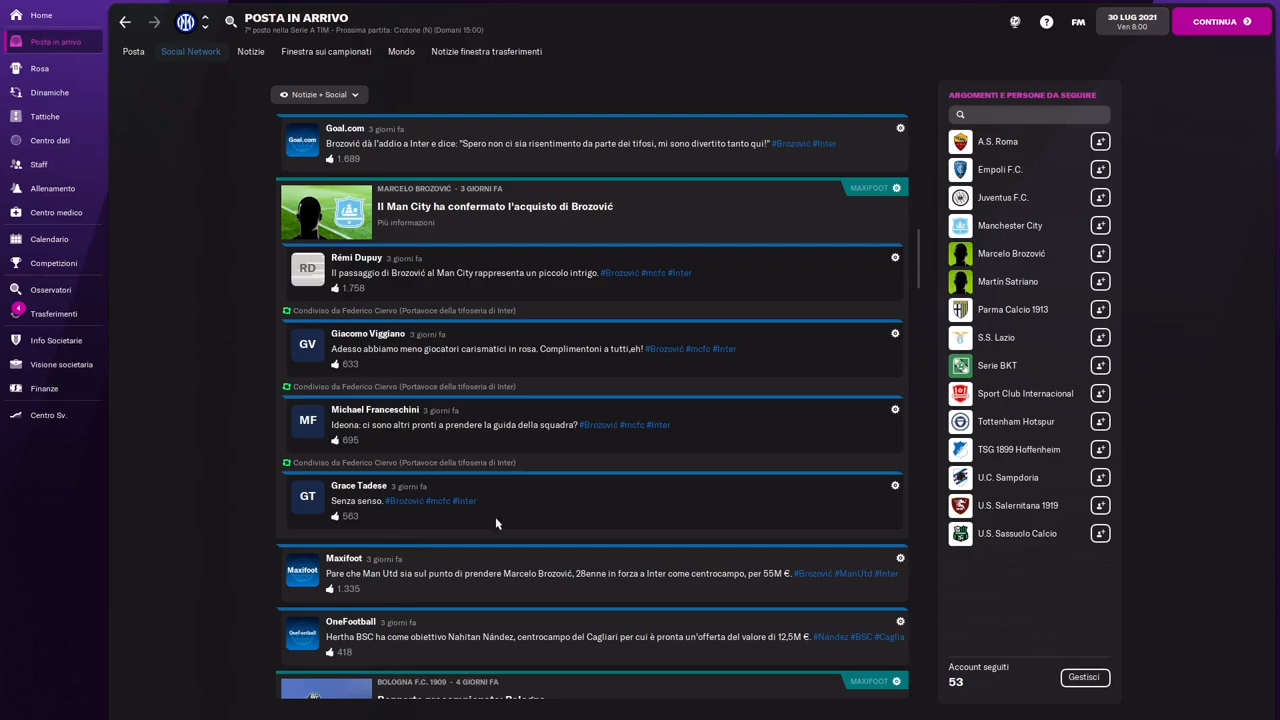 Home
Posta in arrivo
Rosa
Dinamiche
Tattiche
Centro dati
Staff
Allenamento
Centro medico
Calendario
Competizioni
Osservatori
4
Trasferimenti
Info Societarie
Visione societaria
Finanze
Centro Sv.
POSTA IN ARRIVO
7° posto nella Serie A TIM - Prossima partita: Crotone (N) (Domani 15:00)
FM
30 LUG 2021
Ven 8:00
CONTINUA
Posta
Social Network
Notizie
Finestra sui campionati
Mondo
Notizie finestra trasferimenti
Notizie + Social
Goal.com
Goal.com 3 giorni fa
Brozović dà l'addio a Inter e dice: "Spero non ci sia risentimento da parte dei tifosi, mi sono divertito tanto qui!" #Brozović #Inter
1.689
MARCELO BROZOVIĆ - 3 GIORNI FA
MAXIFOOT
Il Man City ha confermato l'acquisto di Brozović
Più informazioni
RD
Rémi Dupuy 3 giorni fa
Il passaggio di Brozović al Man City rappresenta un piccolo intrigo. #Brozović #mcfc #Inter
1.758
Condiviso da Federico Ciervo (Portavoce della tifoseria di Inter)
GV
Giacomo Viggiano 3 giorni fa
Adesso abbiamo meno giocatori carismatici in rosa. Complimentoni a tutti,eh! #Brozović #mcfc #Inter
633
Condiviso da Federico Ciervo (Portavoce della tifoseria di Inter)
MF
Michael Franceschini 3 giorni fa
Ideona: ci sono altri pronti a prendere la guida della squadra? #Brozović #mcfc #Inter
695
Condiviso da Federico Ciervo (Portavoce della tifoseria di Inter)
GT
Grace Tadese 3 giorni fa
Senza senso. #Brozović #mcfc #Inter
563
Maxifoot
Maxifoot 3 giorni fa
Pare che Man Utd sia sul punto di prendere Marcelo Brozović, 28enne in forza a Inter come centrocampo, per 55M €. #Brozović #ManUtd #Inter
1.335
OneFootball
OneFootball 3 giorni fa
Hertha BSC ha come obiettivo Nahitan Nández, centrocampo del Cagliari per cui è pronta un'offerta del valore di 12,5M €. #Nández #BSC #Caglia
418
BOLOGNA F.C. 1909 - 4 GIORNI FA
MAXIFOOT
ARGOMENTI E PERSONE DA SEGUIRE
A.S. Roma
Empoli F.C.
Juventus F.C.
Manchester City
Marcelo Brozović
Martín Satriano
Parma Calcio 1913
S.S. Lazio
Serie BKT
Sport Club Internacional
Tottenham Hotspur
TSG 1899 Hoffenheim
U.C. Sampdoria
U.S. Salernitana 1919
U.S. Sassuolo Calcio
Account seguiti
53
Gestisci